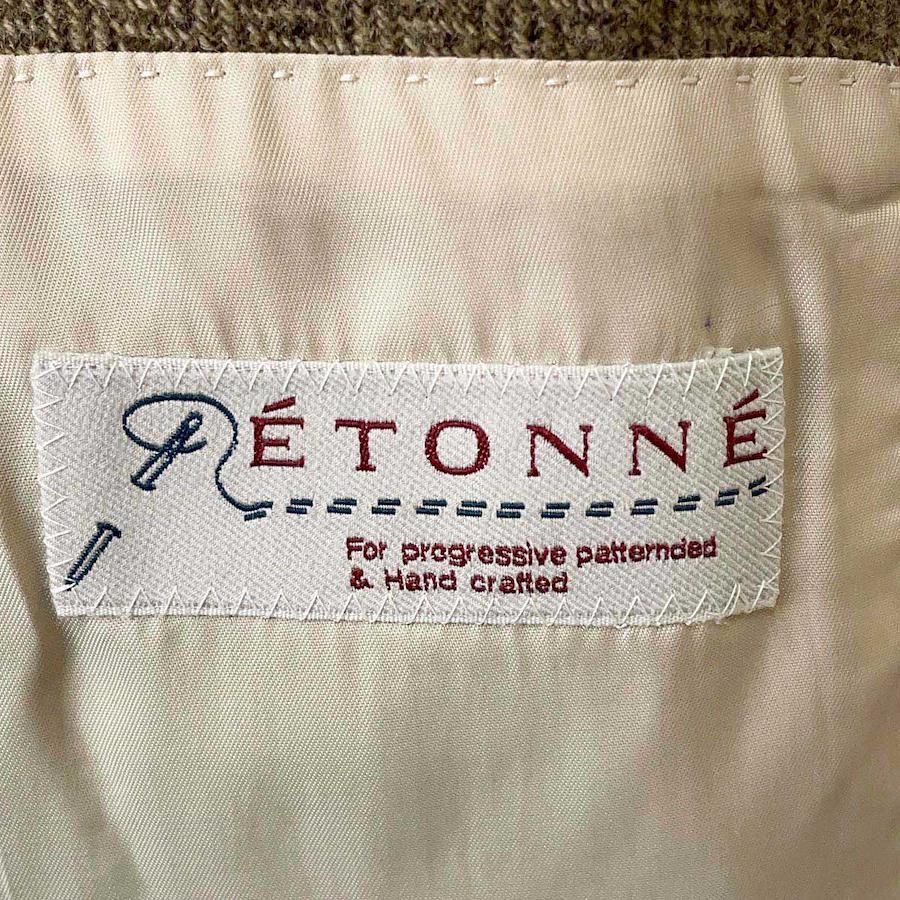 RÉTONNÉ
For progressive patternded
& Hand crafted